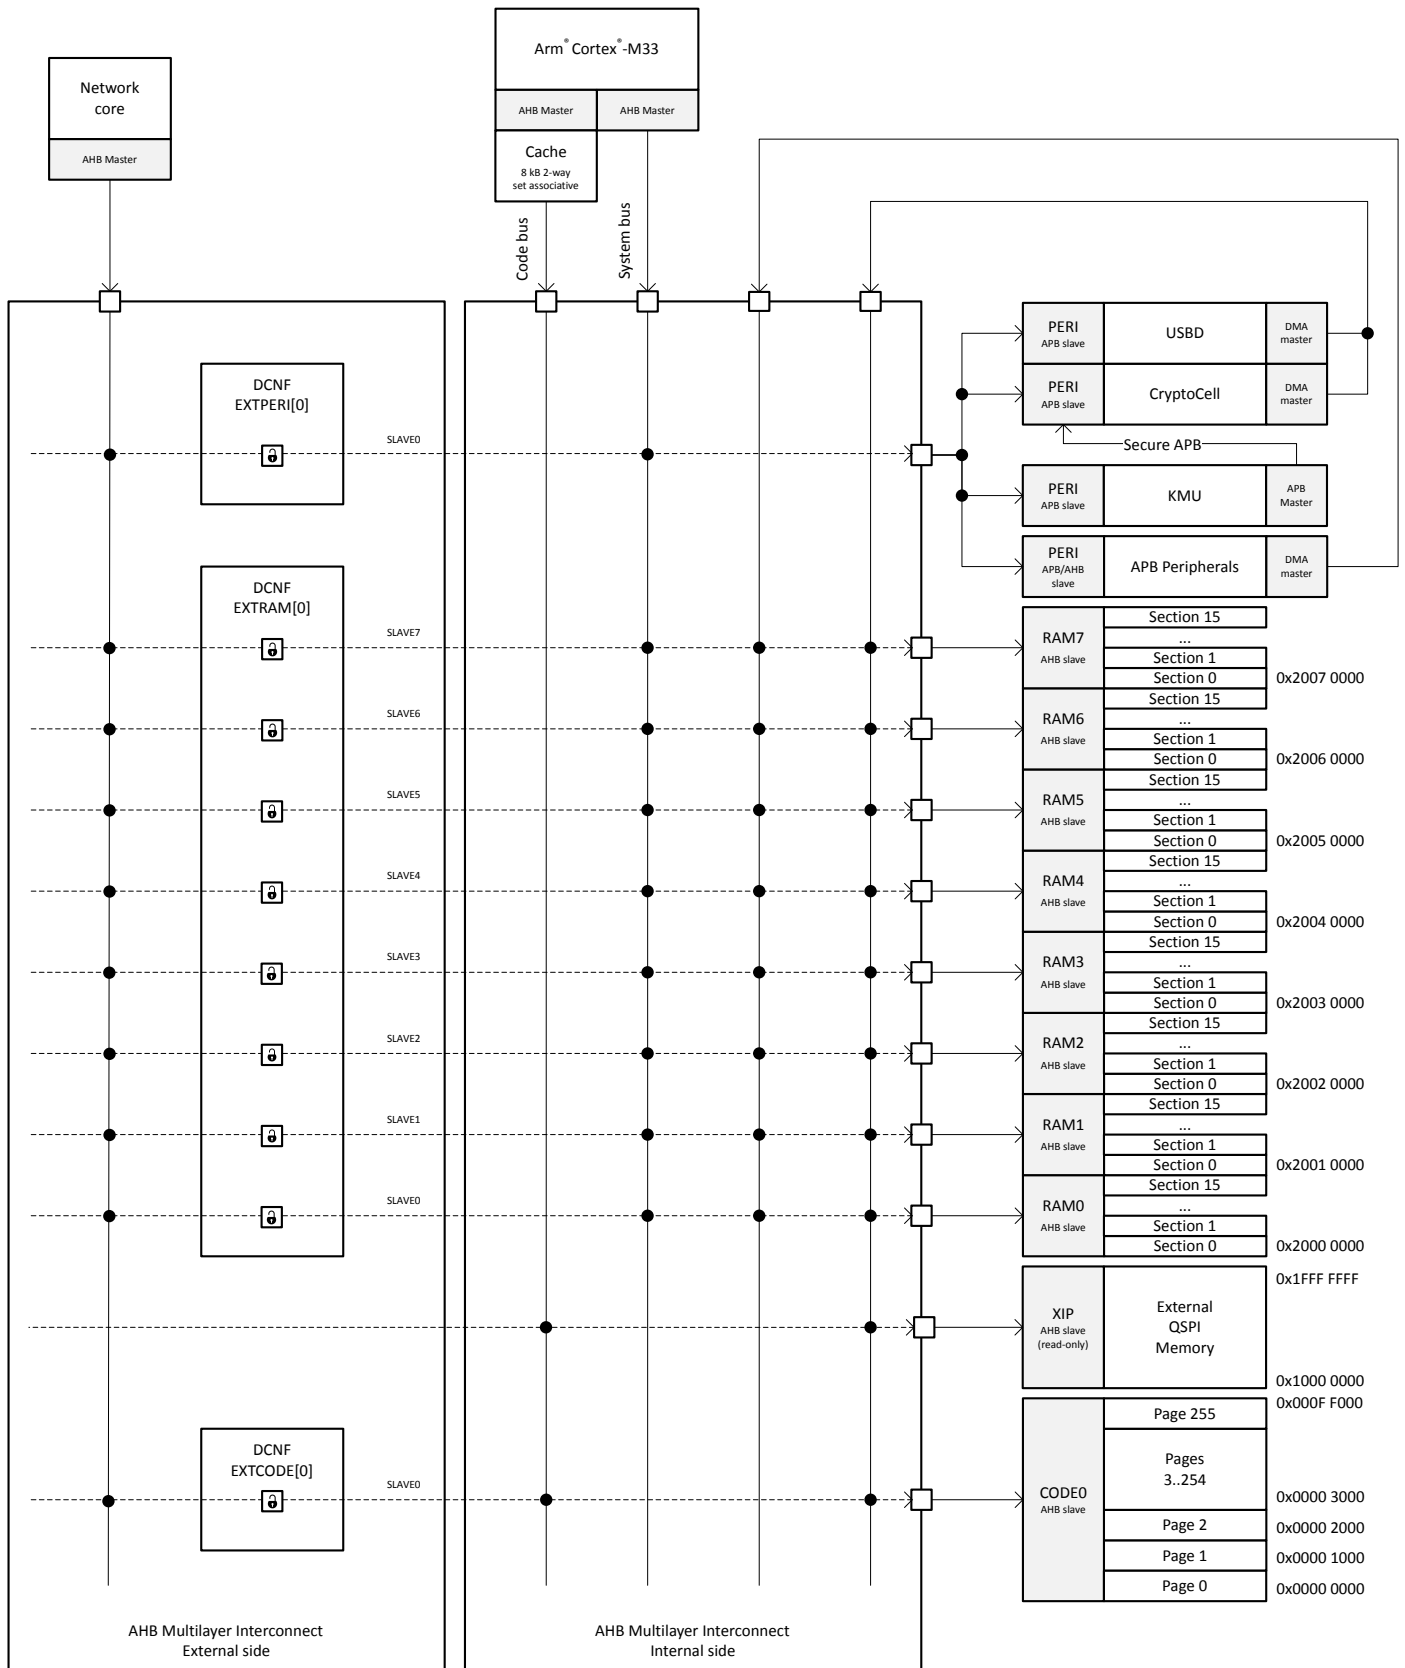 Arm® Cortex®-M33
Network
core
AHB Master
AHB Master
AHB Master
Cache
8 kB 2-way
set associative
Code bus
System bus
PERI
APB slave
USBD
DMA
master
DCNF
EXTPERI[0]
PERI
APB slave
CryptoCell
DMA
master
SLAVE0
Secure APB
PERI
APB slave
KMU
APB
Master
PERI
APB/AHB
slave
APB Peripherals
DMA
master
DCNF
EXTRAM[0]
SLAVE7
RAM7
AHB slave
Section 15
...
Section 1
Section 0
0x2007 0000
SLAVE6
RAM6
AHB slave
Section 15
...
Section 1
Section 0
0x2006 0000
SLAVE5
RAM5
AHB slave
Section 15
...
Section 1
Section 0
0x2005 0000
SLAVE4
RAM4
AHB slave
Section 15
...
Section 1
Section 0
0x2004 0000
SLAVE3
RAM3
AHB slave
Section 15
...
Section 1
Section 0
0x2003 0000
SLAVE2
RAM2
AHB slave
Section 15
...
Section 1
Section 0
0x2002 0000
SLAVE1
RAM1
AHB slave
Section 15
...
Section 1
Section 0
0x2001 0000
SLAVE0
RAM0
AHB slave
Section 15
...
Section 1
Section 0
0x2000 0000
0x1FFF FFFF
XIP
AHB slave
(read-only)
External
QSPI
Memory
0x1000 0000
0x000F F000
DCNF
EXTCODE[0]
SLAVE0
CODE0
AHB slave
Page 255
Pages
3..254
0x0000 3000
Page 2
0x0000 2000
Page 1
0x0000 1000
Page 0
0x0000 0000
AHB Multilayer Interconnect
External side
AHB Multilayer Interconnect
Internal side